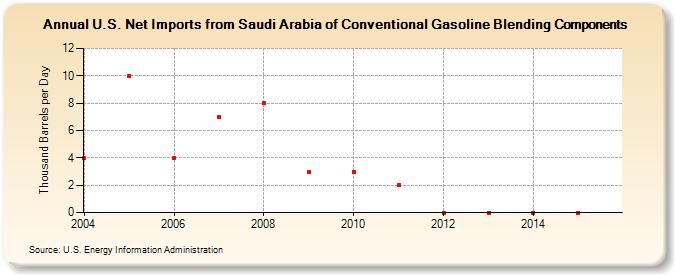 Annual U.S. Net Imports from Saudi Arabia of Conventional Gasoline Blending Components
Thousand Barrels per Day
12
10
8
6
4
2
0
2004 2006 2008 2010 2012 2014
Source: U.S. Energy Information Administration